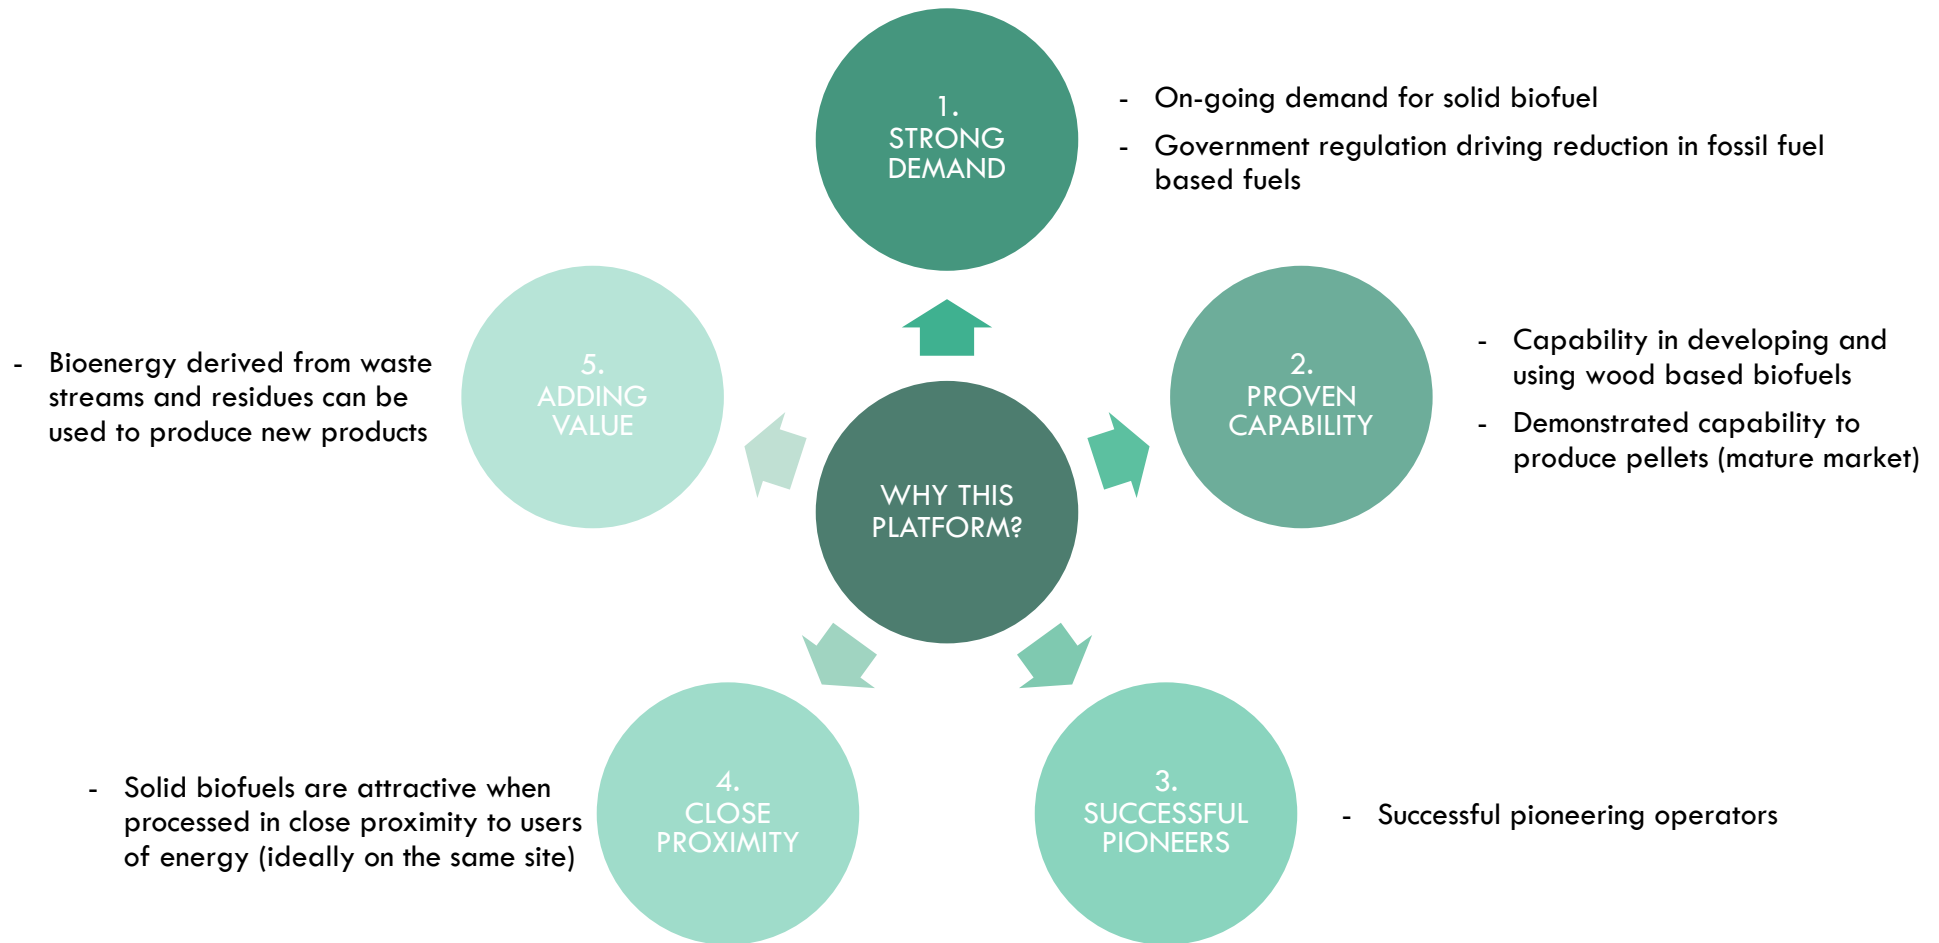 1.
STRONG
DEMAND
- On-going demand for solid biofuel
- Government regulation driving reduction in fossil fuel
based fuels
2.
PROVEN
CAPABILITY
- Capability in developing and
using wood based biofuels
- Demonstrated capability to
produce pellets (mature market)
5.
ADDING
VALUE
- Bioenergy derived from waste
streams and residues can be
used to produce new products
WHY THIS
PLATFORM?
4.
CLOSE
PROXIMITY
- Solid biofuels are attractive when
processed in close proximity to users
of energy (ideally on the same site)
3.
SUCCESSFUL
PIONEERS
- Successful pioneering operators